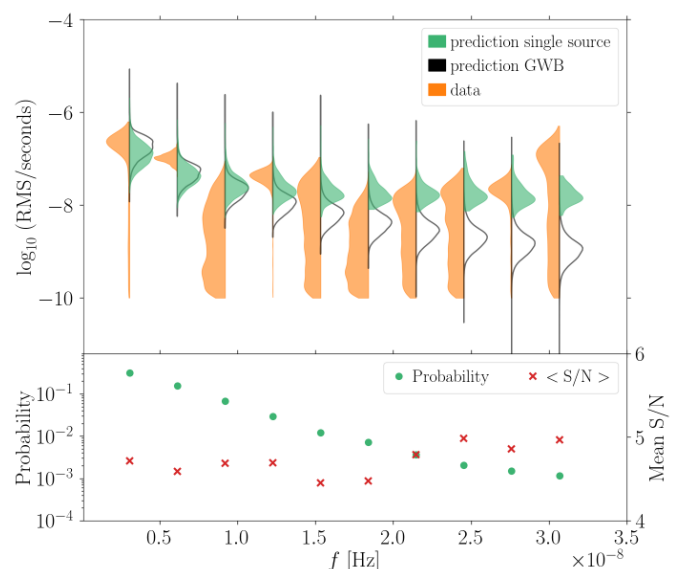 −4
prediction single source
prediction GWB
data
−6
−8
−10
log10 (RMS/seconds)
6
Probability
< S/N >
10−1
10−2
10−3
10−4
Probability
5
4
Mean S/N
0.5
1.0
1.5
2.0
2.5
3.0
3.5
f [Hz]
×10−8